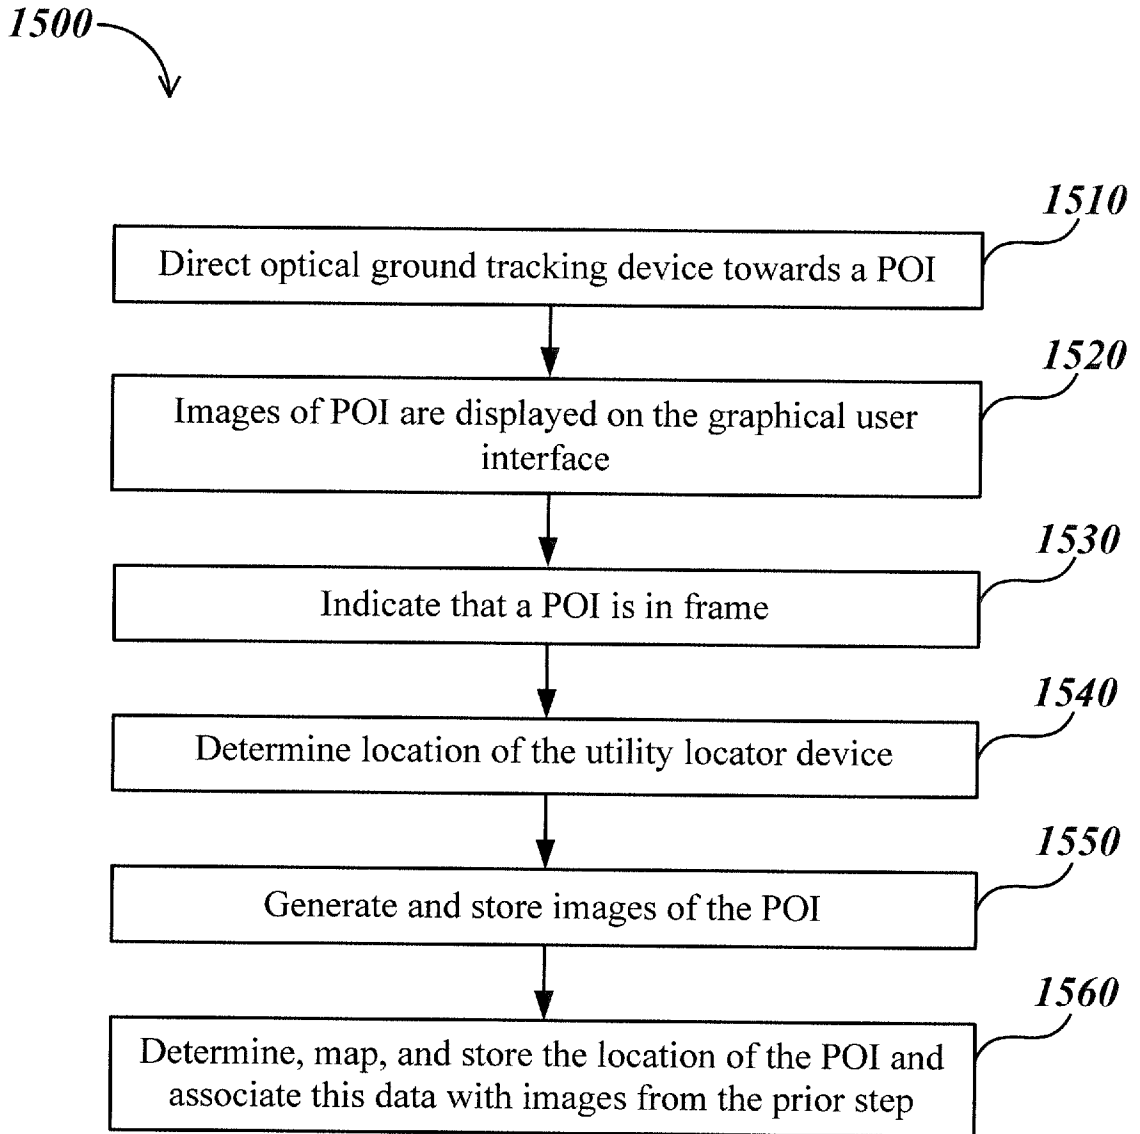 1500
1510
Direct optical ground tracking device towards a POI
1520
Images of POI are displayed on the graphical user
interface
1530
Indicate that a POI is in frame
1540
Determine location of the utility locator device
1550
Generate and store images of the POI
1560
Determine, map, and store the location of the POI and
associate this data with images from the prior step